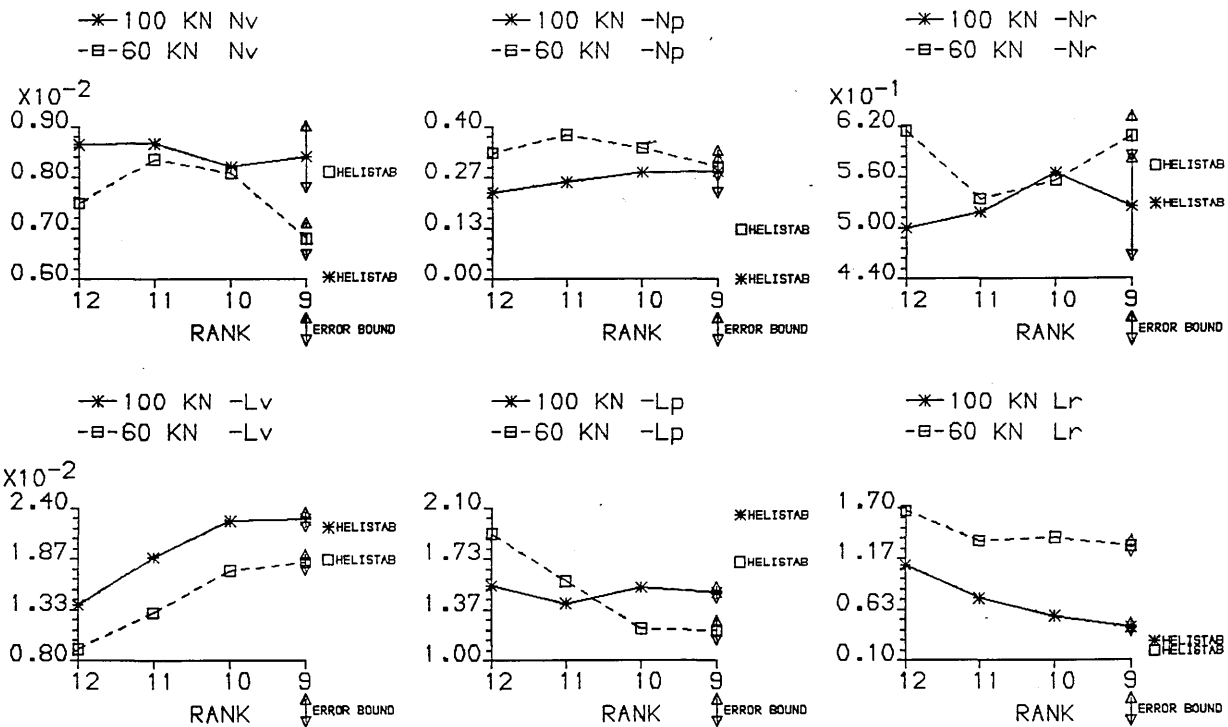 100 KN Nv
60 KN Nv
X10-2
0.90
0.80
0.70
0.60
12 11 10 9
RANK
HELISTAB
HELISTAB
ERROR BOUND
100 KN -Np
60 KN -Np
0.40
0.27
0.13
0.00
12 11 10 9
RANK
HELISTAB
HELISTAB
ERROR BOUND
100 KN -Nr
60 KN -Nr
X10-1
6.20
5.60
5.00
4.40
12 11 10 9
RANK
HELISTAB
HELISTAB
ERROR BOUND
100 KN -Lv
60 KN -Lv
X10-2
2.40
1.87
1.33
0.80
12 11 10 9
RANK
HELISTAB
HELISTAB
ERROR BOUND
100 KN -Lp
60 KN -Lp
2.10
1.73
1.37
1.00
12 11 10 9
RANK
HELISTAB
HELISTAB
ERROR BOUND
100 KN Lr
60 KN Lr
1.70
1.17
0.63
0.10
12 11 10 9
RANK
HELISTAB
HELISTAB
ERROR BOUND